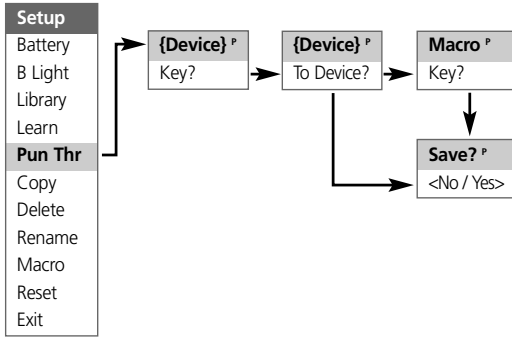 Setup
Battery
B Light
Library
Learn
Pun Thr
Copy
Delete
Rename
Macro
Reset
Exit
{Device} P
Key?
{Device} P
To Device?
Macro P
Key?
Save? P
<No / Yes>